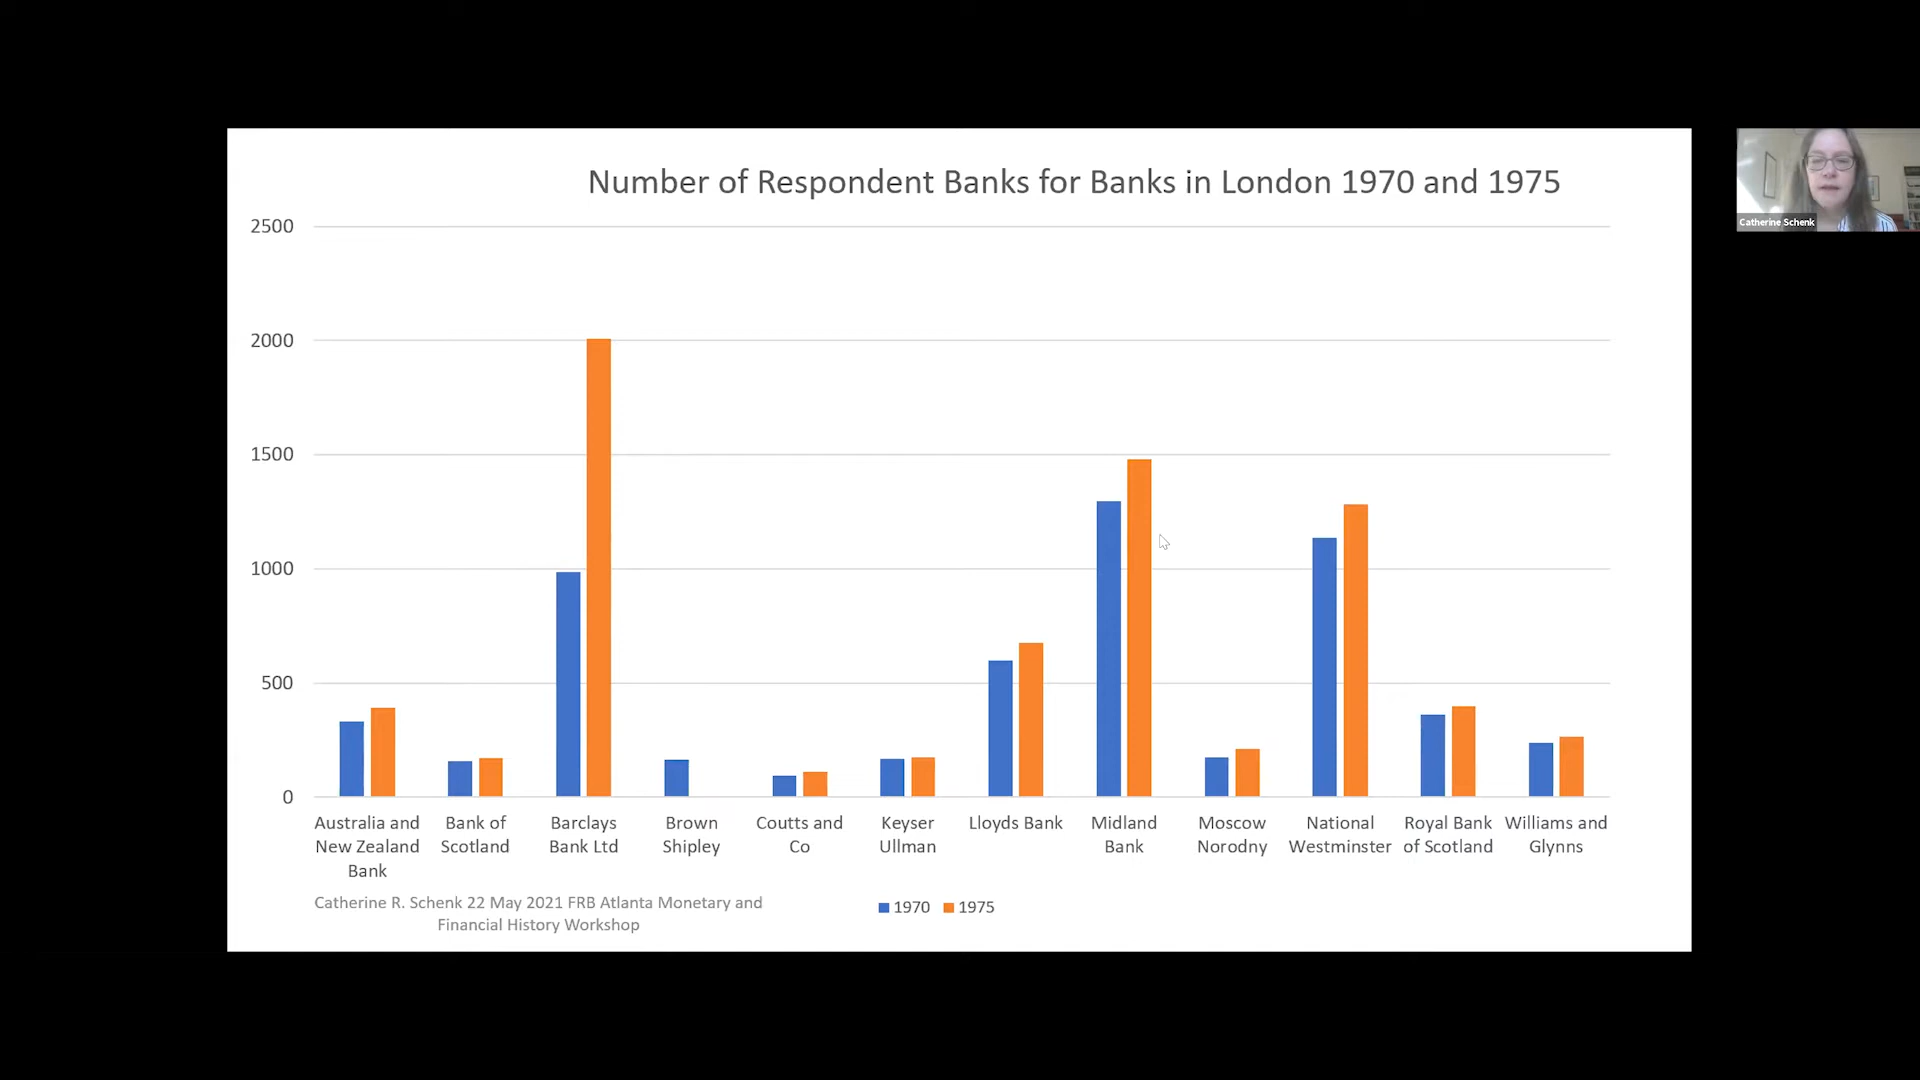 Number of Respondent Banks for Banks in London 1970 and 1975
2500
2000
1500
1000
500
0
Australia and
New Zealand
Bank
Bank of
Scotland
Barclays
Bank Ltd
Brown
Shipley
Coutts and
Co
Keyser
Ullman
Lloyds Bank
Midland
Bank
Moscow
Norodny
National
Westminster
Royal Bank
of Scotland
Williams and
Glynns
Catherine R. Schenk 22 May 2021 FRB Atlanta Monetary and
Financial History Workshop
1970
1975
Catherine Schenk